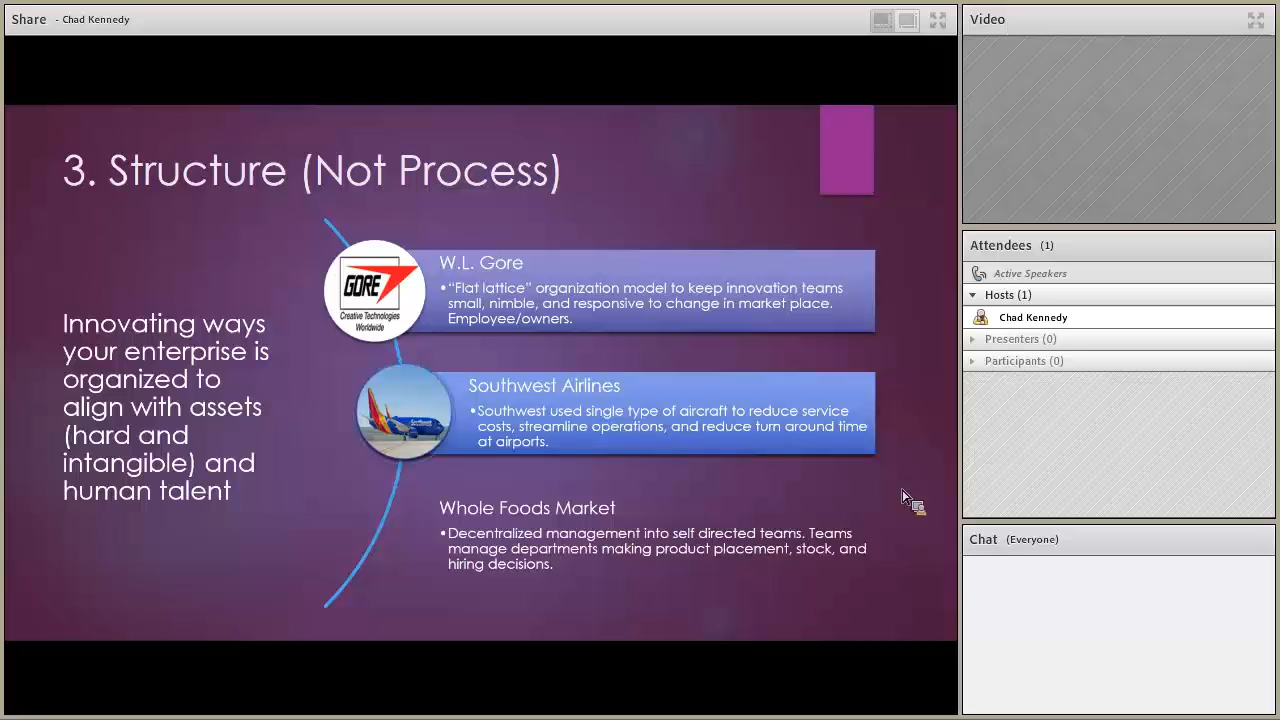 Share - Chad Kennedy
3. Structure (Not Process)
Innovating ways
your enterprise is
organized to
align with assets
(hard and
intangible) and
human talent
GORE
Creative Technologies
Worldwide
W.L. Gore
•“Flat lattice” organization model to keep innovation teams
small, nimble, and responsive to change in market place.
Employee/owners.
Southwest Airlines
•Southwest used single type of aircraft to reduce service
costs, streamline operations, and reduce turn around time
at airports.
Whole Foods Market
•Decentralized management into self directed teams. Teams
manage departments making product placement, stock, and
hiring decisions.
Video
Attendees (1)
Active Speakers
Hosts (1)
Chad Kennedy
Presenters (0)
Participants (0)
Chat (Everyone)